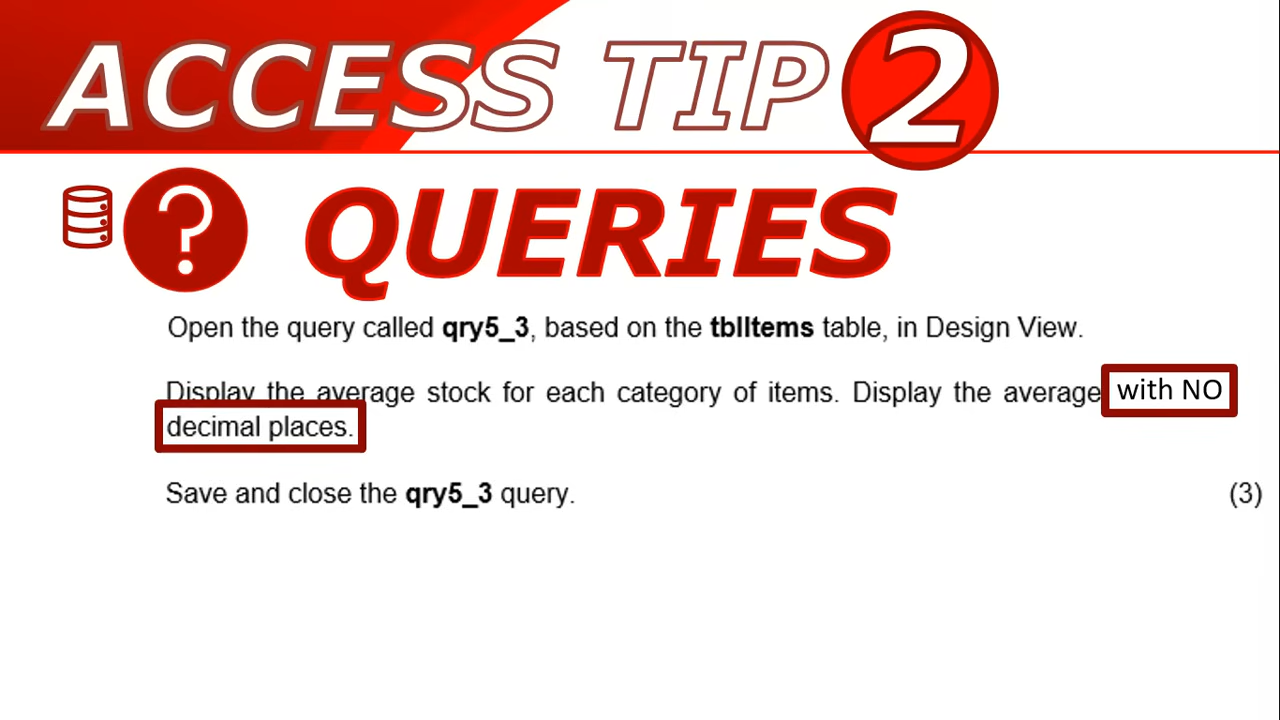 ACCESS TIP 2
?
QUERIES
Open the query called qry5_3, based on the tblItems table, in Design View.
Display the average stock for each category of items. Display the average with NO
decimal places.
Save and close the qry5_3 query. (3)